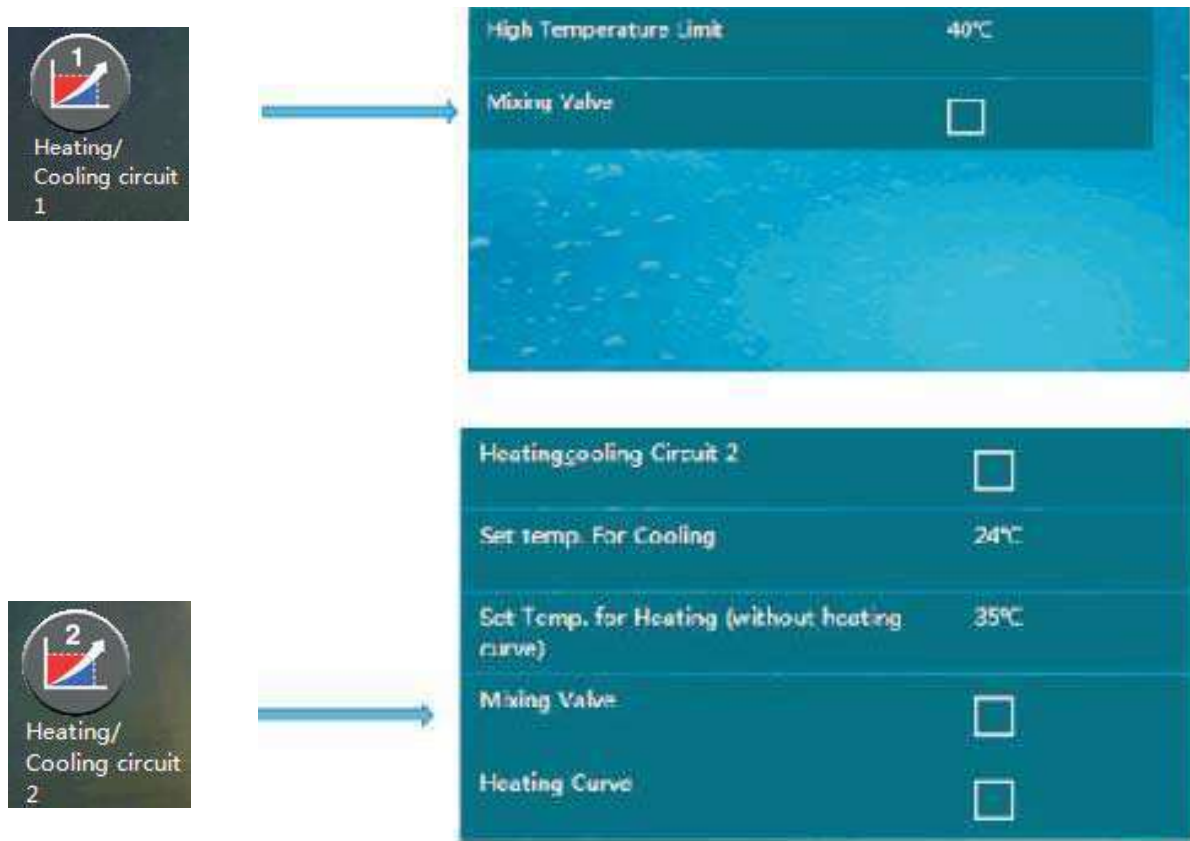 1
Heating/
Cooling circuit
1
High Temperature Limit 40℃
Mixing Valve
2
Heating/
Cooling circuit
2
Heatingcooling Circuit 2
Set temp. For Cooling 24℃
Set Temp. for Heating (without heating 35℃
curve)
Mixing Valve
Heating Curve